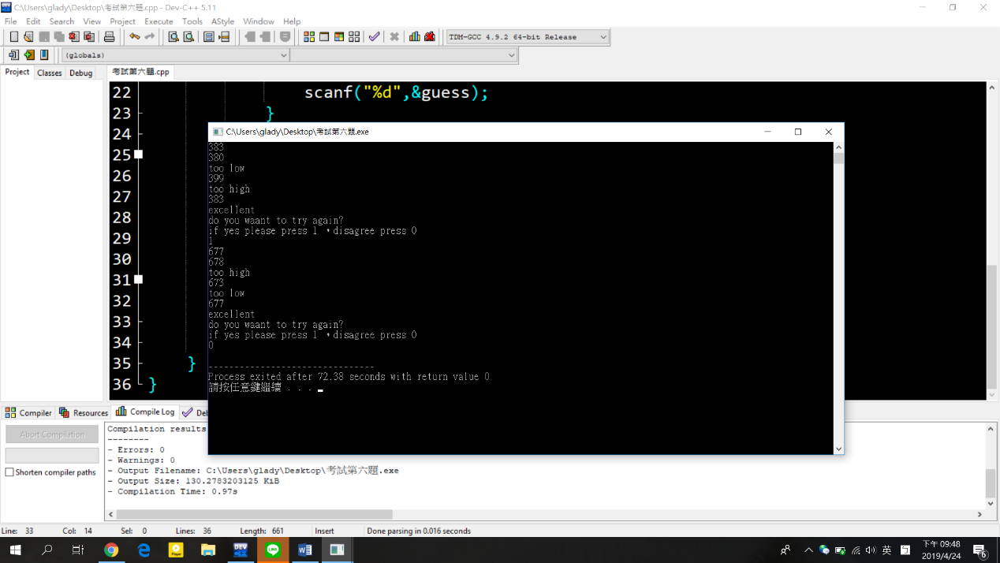 C:\Users\glady\Desktop\考試第六題.cpp - Dev-C++ 5.11
File Edit Search View Project Execute Tools AStyle Window Help
TDM-GCC 4.9.2 64-bit Release
(globals)
Project Classes Debug 考試第六題.cpp
22 scanf("%d",&guess);
23 }
24
25
26
27
28
29
30
31
32
33
34
35 }
36 }
C:\Users\glady\Desktop\考試第六題.exe
383
380
too low
399
too high
383
excellent
do you waant to try again?
if yes please press 1 ，disagree press 0
1
677
678
too high
673
too low
677
excellent
do you waant to try again?
if yes please press 1 ，disagree press 0
0
--------------------------------
Process exited after 72.38 seconds with return value 0
請按任意鍵繼續 . . .
Compiler Resources Compile Log Deb
Abort Compilation
Shorten compiler paths
Compilation results
--------
- Errors: 0
- Warnings: 0
- Output Filename: C:\Users\glady\Desktop\考試第六題.exe
- Output Size: 130.2783203125 KiB
- Compilation Time: 0.97s
Line: 33 Col: 14 Sel: 0 Lines: 36 Length: 661 Insert Done parsing in 0.016 seconds
DEV
Player
LINE
英
下午 09:48
2019/4/24
6